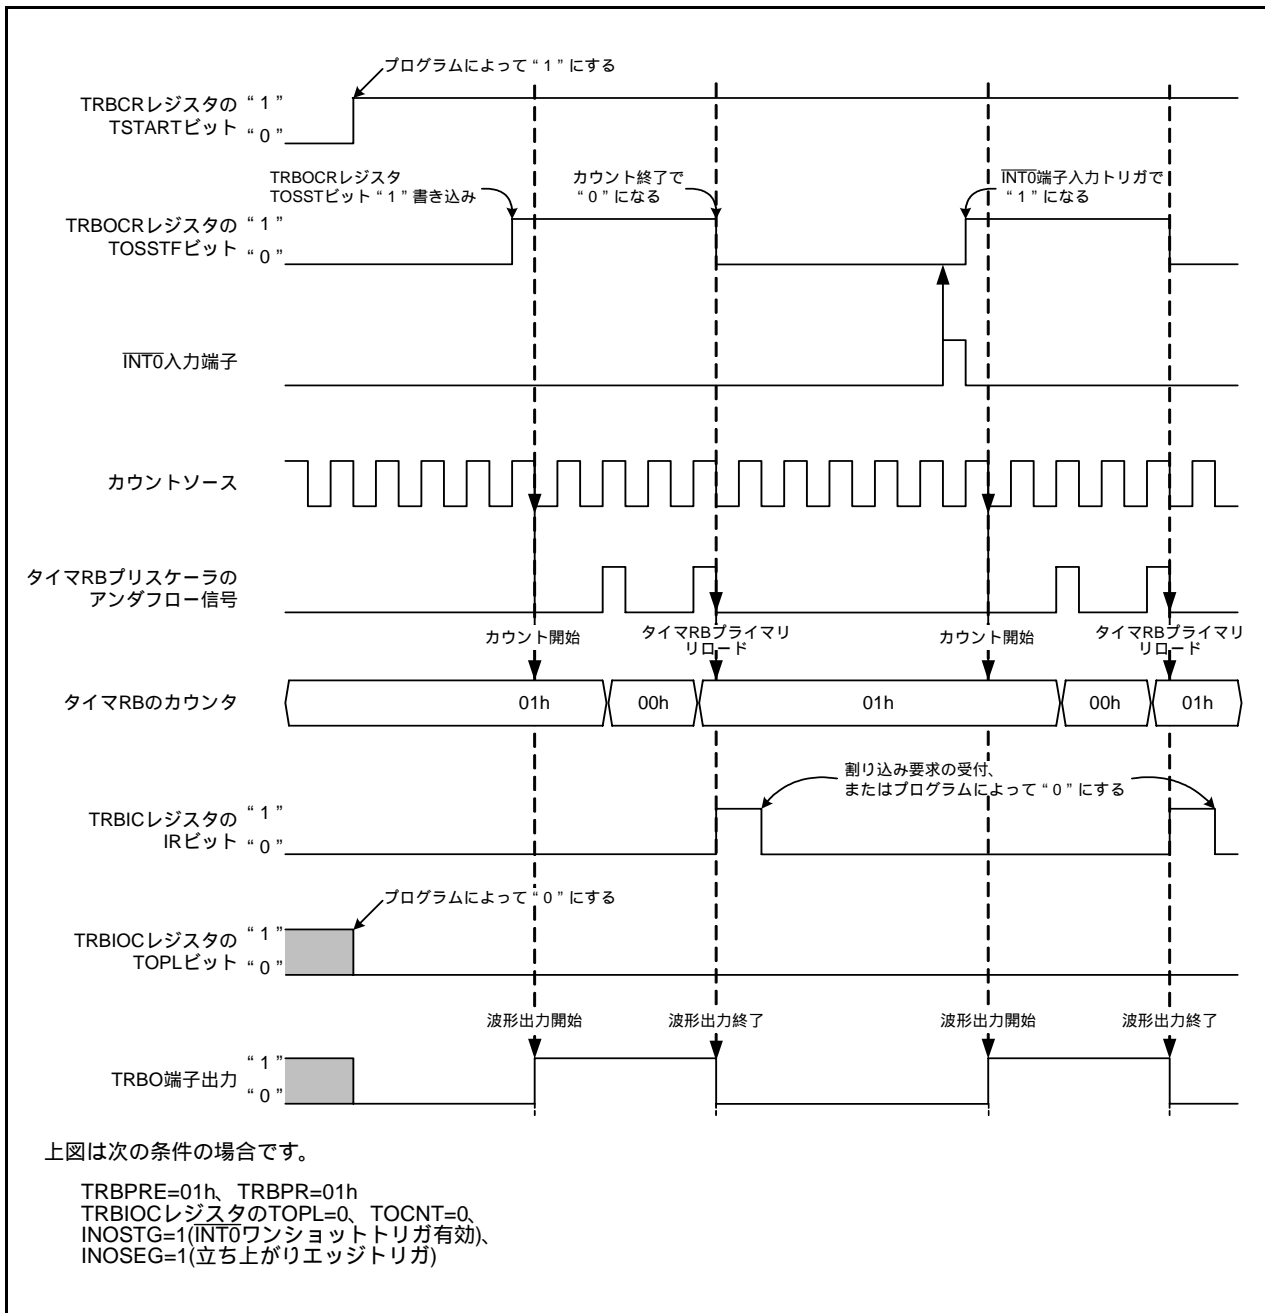 プログラムによって “ 1 ” にする
TRBCRレジスタの “ 1 ”
TSTARTビット “ 0 ”
TRBOCRレジスタ
TOSSTビット “ 1 ” 書き込み
カウント終了で
“ 0 ” になる
INT0端子入力トリガで
“ 1 ” になる
TRBOCRレジスタの “ 1 ”
TOSSTFビット “ 0 ”
INT0入力端子
カウントソース
タイマRBプリスケーラの
アンダフロー信号
カウント開始
タイマRBプライマリ
リロード
カウント開始
タイマRBプライマリ
リロード
タイマRBのカウンタ
01h
00h
01h
00h
01h
割り込み要求の受付、
またはプログラムによって “ 0 ” にする
TRBICレジスタの “ 1 ”
IRビット “ 0 ”
プログラムによって “ 0 ” にする
TRBIOCレジスタの “ 1 ”
TOPLビット “ 0 ”
波形出力開始
波形出力終了
波形出力開始
波形出力終了
TRBO端子出力 “ 1 ”
“ 0 ”
上図は次の条件の場合です。
TRBPRE=01h、TRBPR=01h
TRBIOCレジスタのTOPL=0、TOCNT=0、
INOSTG=1(INT0ワンショットトリガ有効)、
INOSEG=1(立ち上がりエッジトリガ)